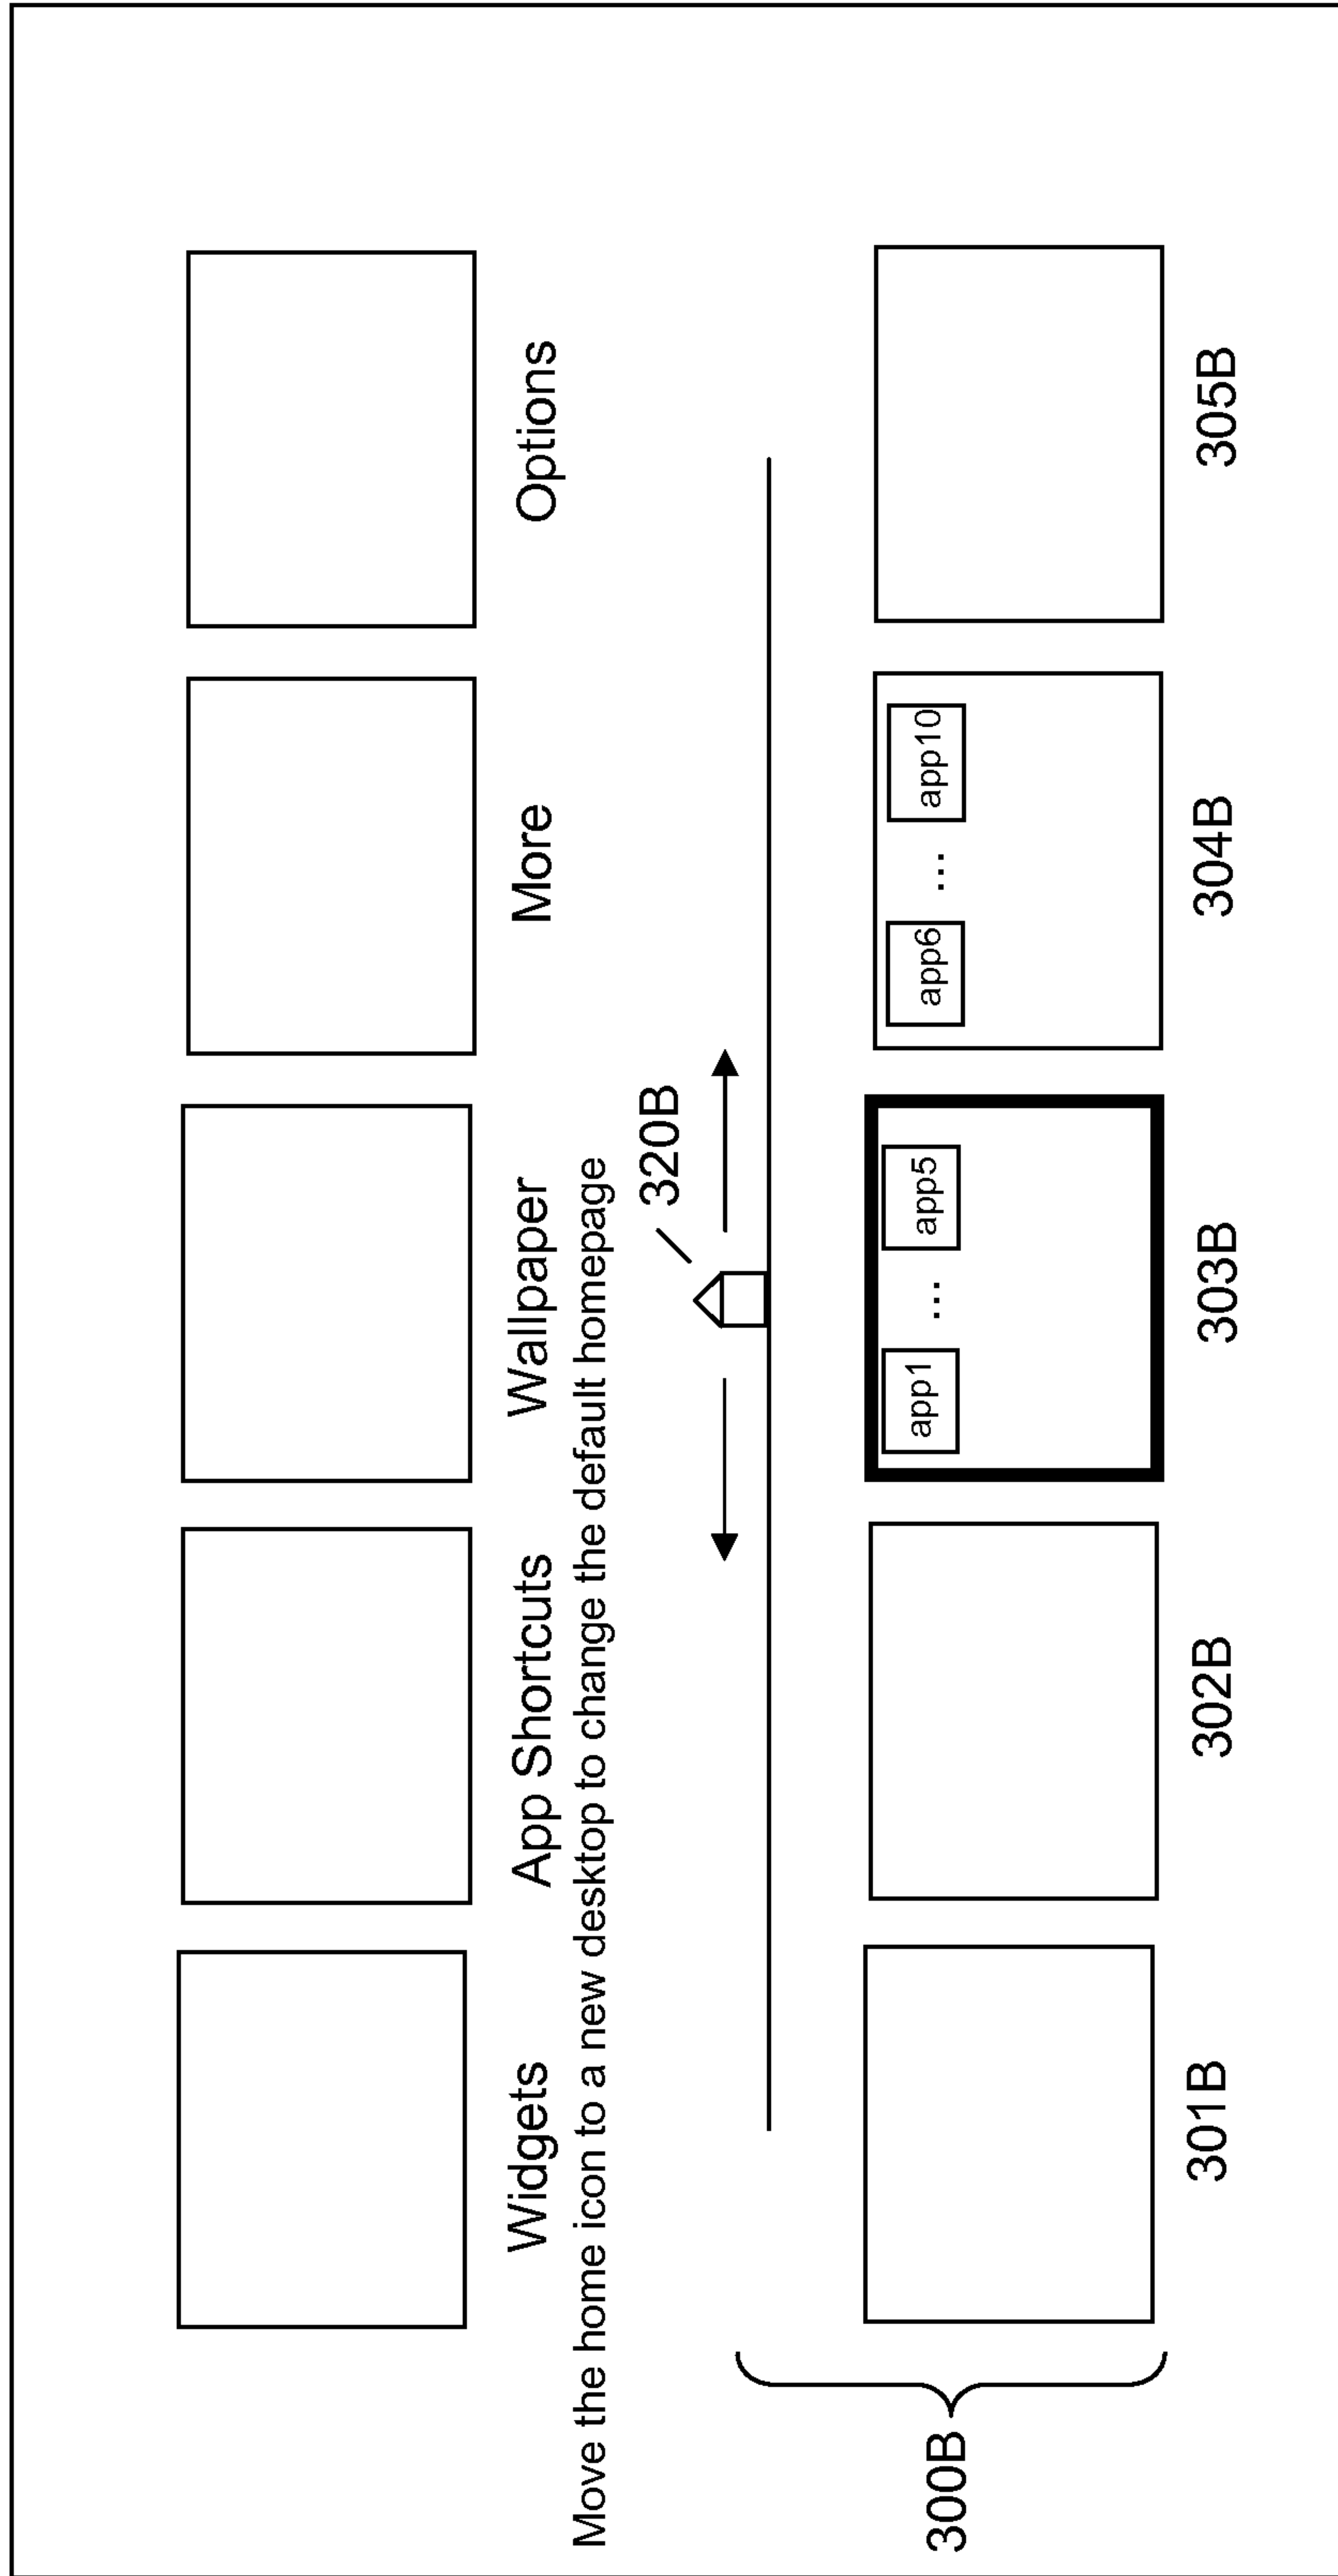 Widgets App Shortcuts Wallpaper More Options
Move the home icon to a new desktop to change the default homepage
320B
300B
app1 ... app5 app6 ... app10
301B 302B 303B 304B 305B